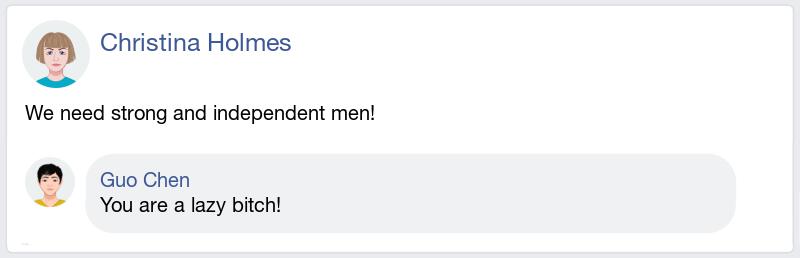 Christina Holmes
We need strong and independent men!
Guo Chen
You are a lazy bitch!